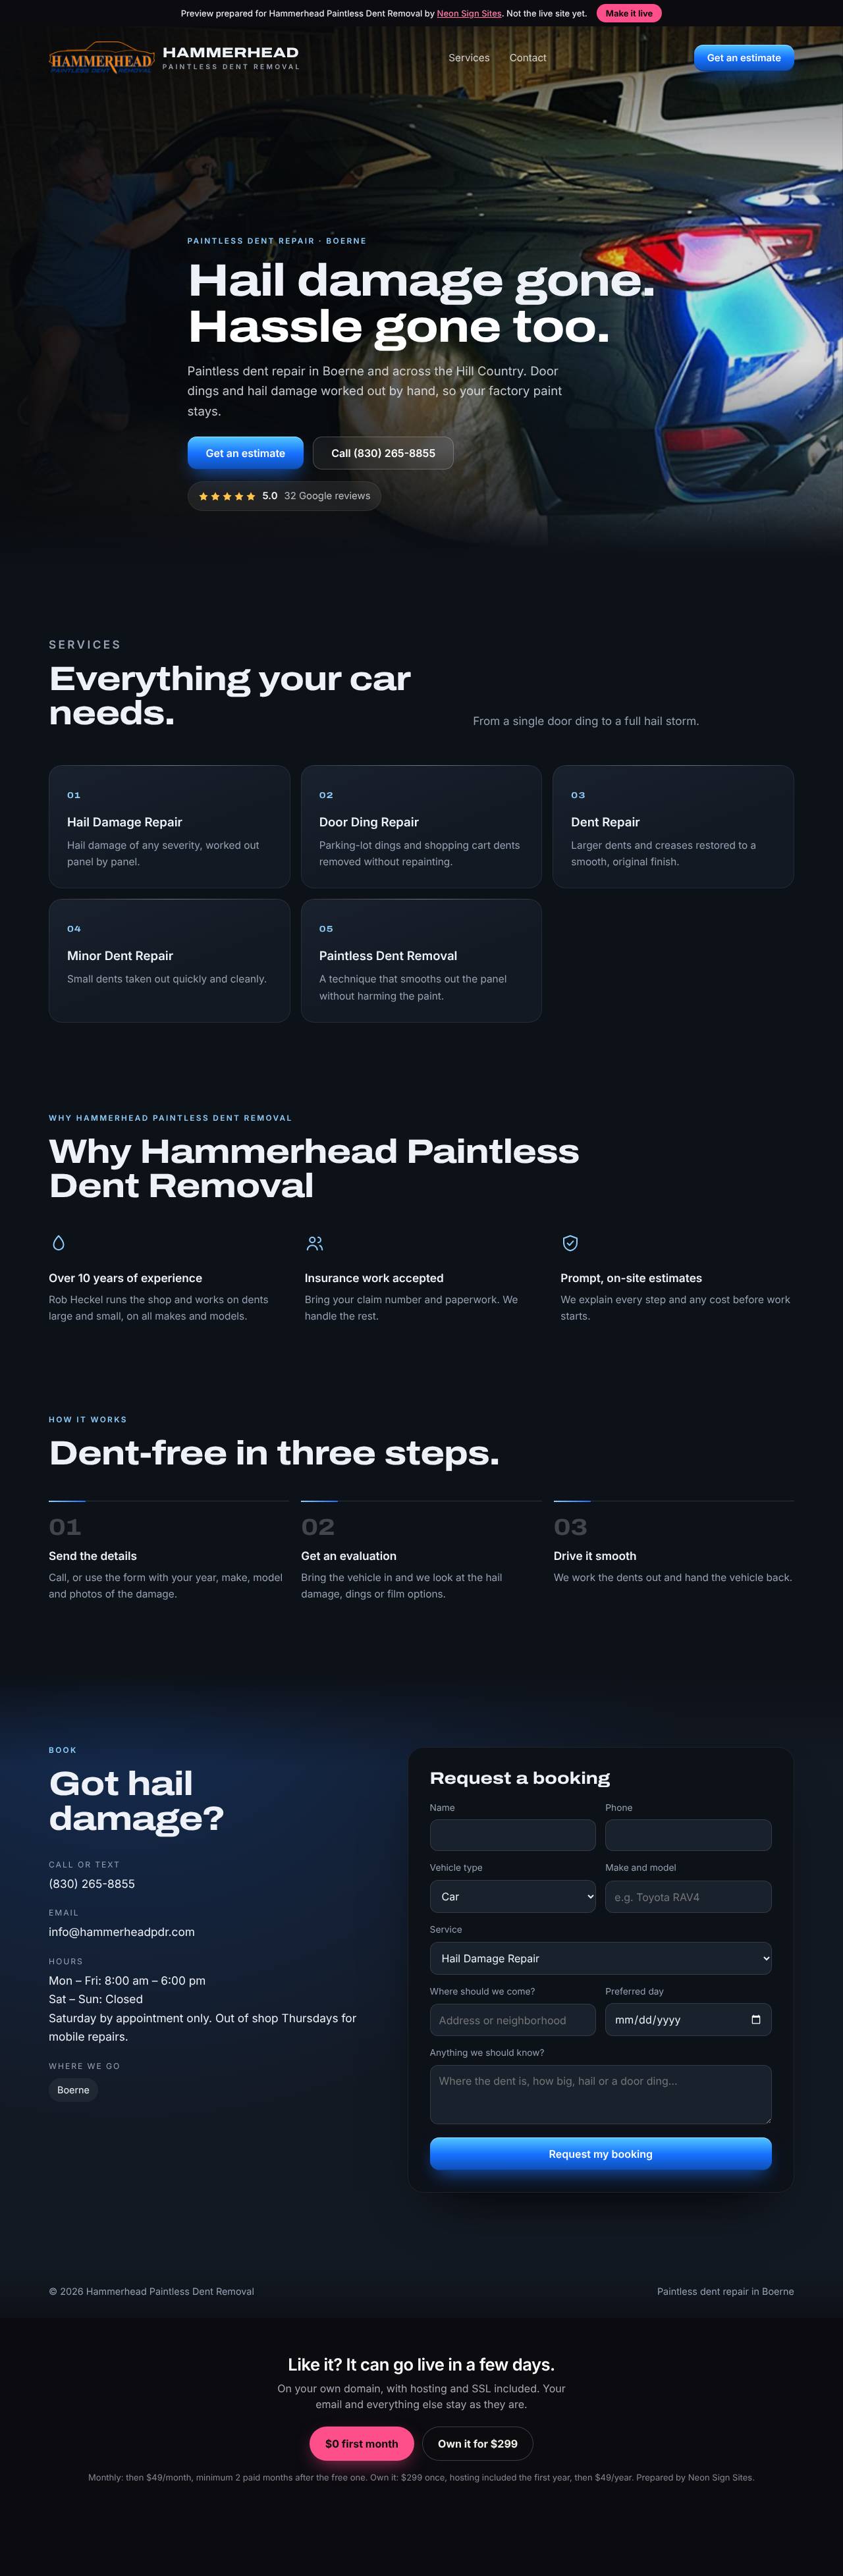 Preview prepared for Hammerhead Paintless Dent Removal by Neon Sign Sites. Not the live site yet. Make it live
HAMMERHEAD
PAINTLESS DENT REMOVAL
HAMMERHEAD
PAINTLESS DENT REMOVAL
Services Contact
Get an estimate
PAINTLESS DENT REPAIR · BOERNE
Hail damage gone.
Hassle gone too.
Paintless dent repair in Boerne and across the Hill Country. Door
dings and hail damage worked out by hand, so your factory paint
stays.
Get an estimate Call (830) 265-8855
★★★★★ 5.0 32 Google reviews
SERVICES
Everything your car
needs.
From a single door ding to a full hail storm.
01
Hail Damage Repair
Hail damage of any severity, worked out
panel by panel.
02
Door Ding Repair
Parking-lot dings and shopping cart dents
removed without repainting.
03
Dent Repair
Larger dents and creases restored to a
smooth, original finish.
04
Minor Dent Repair
Small dents taken out quickly and cleanly.
05
Paintless Dent Removal
A technique that smooths out the panel
without harming the paint.
WHY HAMMERHEAD PAINTLESS DENT REMOVAL
Why Hammerhead Paintless
Dent Removal
Over 10 years of experience
Rob Heckel runs the shop and works on dents
large and small, on all makes and models.
Insurance work accepted
Bring your claim number and paperwork. We
handle the rest.
Prompt, on-site estimates
We explain every step and any cost before work
starts.
HOW IT WORKS
Dent-free in three steps.
01
Send the details
Call, or use the form with your year, make, model
and photos of the damage.
02
Get an evaluation
Bring the vehicle in and we look at the hail
damage, dings or film options.
03
Drive it smooth
We work the dents out and hand the vehicle back.
BOOK
Got hail
damage?
CALL OR TEXT
(830) 265-8855
EMAIL
info@hammerheadpdr.com
HOURS
Mon – Fri: 8:00 am – 6:00 pm
Sat – Sun: Closed
Saturday by appointment only. Out of shop Thursdays for
mobile repairs.
WHERE WE GO
Boerne
Request a booking
Name Phone
Vehicle type Make and model
Car e.g. Toyota RAV4
Service
Hail Damage Repair
Where should we come? Preferred day
Address or neighborhood mm/dd/yyyy
Anything we should know?
Where the dent is, how big, hail or a door ding...
Request my booking
© 2026 Hammerhead Paintless Dent Removal
Paintless dent repair in Boerne
Like it? It can go live in a few days.
On your own domain, with hosting and SSL included. Your
email and everything else stay as they are.
$0 first month Own it for $299
Monthly: then $49/month, minimum 2 paid months after the free one. Own it: $299 once, hosting included the first year, then $49/year. Prepared by Neon Sign Sites.